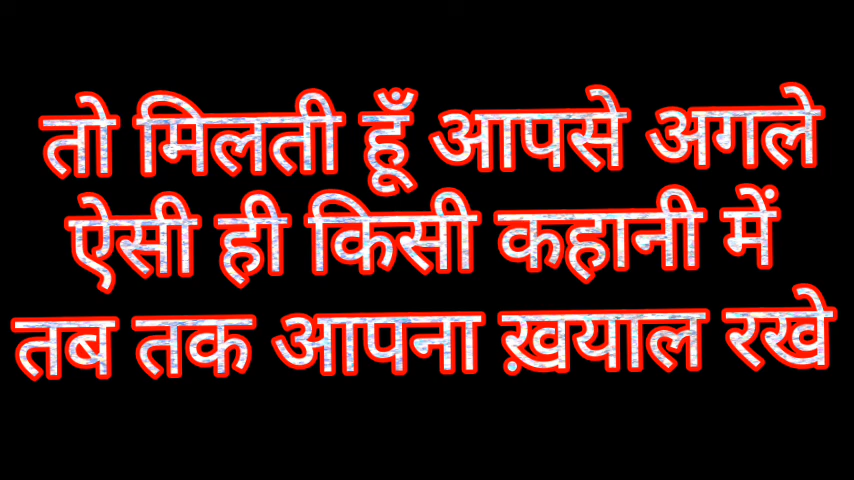 तो मिलती हूँ आपसे अगले
ऐसी ही किसी कहानी में
तब तक आपना ख़याल रखे